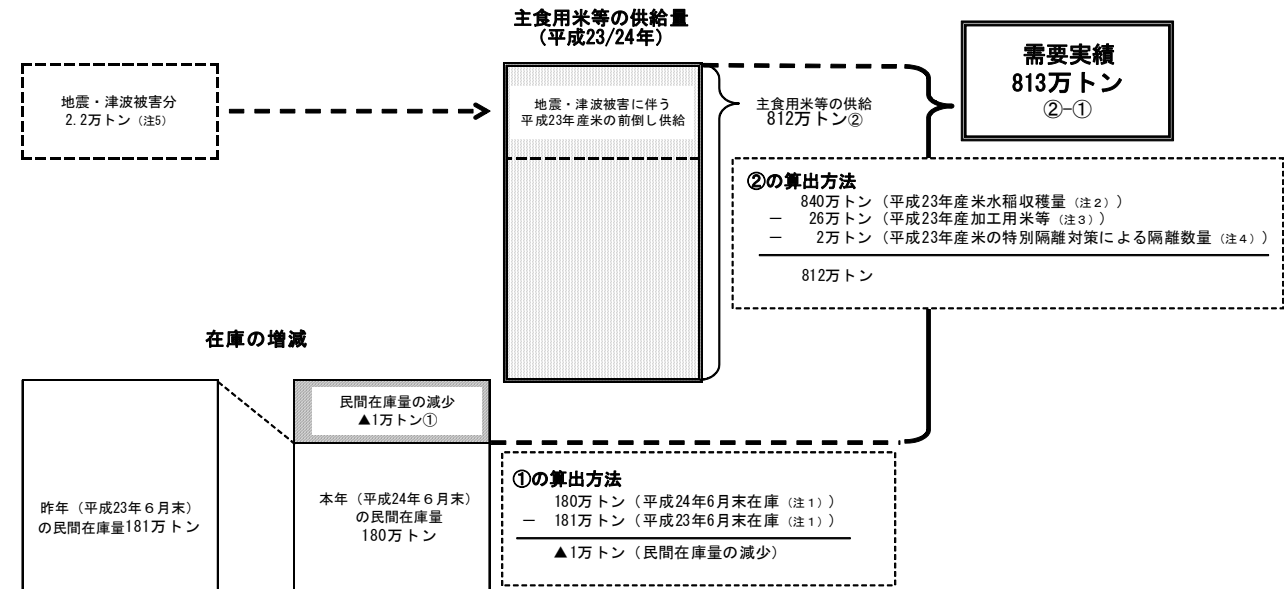 主食用米等の供給量
（平成23/24年）
需要実績
813万トン
②-①
地震・津波被害分
2.2万トン（注5）
地震・津波被害に伴う
平成23年産米の前倒し供給
主食用米等の供給
812万トン②
②の算出方法
840万トン（平成23年産米水稲収穫量（注２））
－ 26万トン（平成23年産加工用米等（注３））
－ 2万トン（平成23年産米の特別隔離対策による隔離数量（注４））
812万トン
在庫の増減
民間在庫量の減少
▲1万トン①
昨年（平成23年６月末）
の民間在庫量181万トン
本年（平成24年６月末）
の民間在庫量
180万トン
①の算出方法
180万トン（平成24年6月末在庫（注１））
－ 181万トン（平成23年6月末在庫（注１））
▲1万トン（民間在庫量の減少）